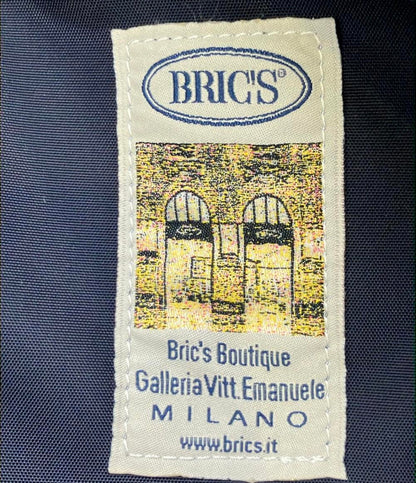 BRIC'S®
Bric's Boutique
Galleria Vitt. Emanuele
MILANO
www.brics.it